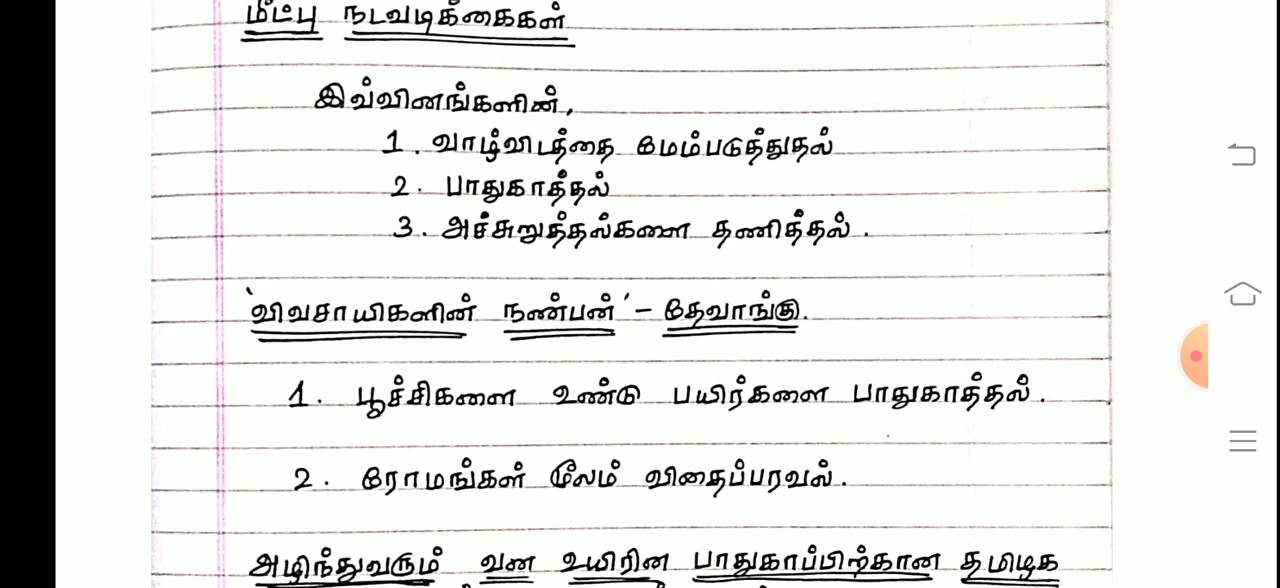 மீட்பு நடவடிக்கைகள்
இவ்வினங்களின்,
1. வாழ்விடத்தை மேம்படுத்துதல்
2. பாதுகாத்தல்
3. அச்சுறுத்தல்களை தணித்தல்.
'விவசாயிகளின் நண்பன்' - தேவாங்கு.
1. பூச்சிகளை உண்டு பயிர்களை பாதுகாத்தல்.
2. ரோமங்கள் மூலம் விதைப்பரவல்.
அழிந்துவரும் வன உயிரின பாதுகாப்பிற்கான தமிழக